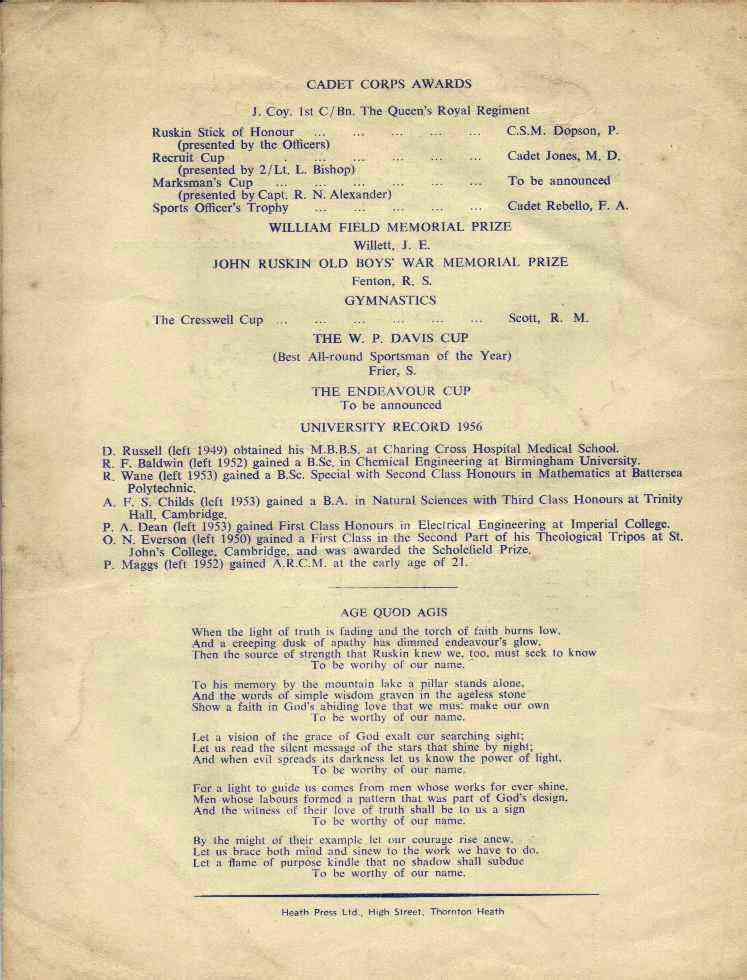 CADET CORPS AWARDS
J. Coy. 1st C/Bn. The Queen's Royal Regiment
Ruskin Stick of Honour ... ... ... ... ... C.S.M. Dopson, P.
(presented by the Officers)
Recruit Cup . ... ... ... ... ... Cadet Jones, M. D.
(presented by 2/Lt. L. Bishop)
Marksman's Cup ... ... ... ... ... ... To be announced
(presented by Capt. R. N. Alexander)
Sports Officer's Trophy ... ... ... ... ... Cadet Rebello, F. A.
WILLIAM FIELD MEMORIAL PRIZE
Willett, J. E.
JOHN RUSKIN OLD BOYS' WAR MEMORIAL PRIZE
Fenton, R. S.
GYMNASTICS
The Cresswell Cup ... ... ... ... ... ... Scott, R. M.
THE W. P. DAVIS CUP
(Best All-round Sportsman of the Year)
Frier, S.
THE ENDEAVOUR CUP
To be announced
UNIVERSITY RECORD 1956
D. Russell (left 1949) obtained his M.B.B.S. at Charing Cross Hospital Medical School.
R. F. Baldwin (left 1952) gained a B.Sc. in Chemical Engineering at Birmingham University.
R. Wane (left 1953) gained a B.Sc. Special with Second Class Honours in Mathematics at Battersea
Polytechnic.
A. F. S. Childs (left 1953) gained a B.A. in Natural Sciences with Third Class Honours at Trinity
Hall, Cambridge.
P. A. Dean (left 1953) gained First Class Honours in Electrical Engineering at Imperial College.
O. N. Everson (left 1950) gained a First Class in the Second Part of his Theological Tripos at St.
John's College, Cambridge, and was awarded the Scholefield Prize.
P. Maggs (left 1952) gained A.R.C.M. at the early age of 21.
AGE QUOD AGIS
When the light of truth is fading and the torch of faith burns low,
And a creeping dusk of apathy has dimmed endeavour's glow,
Then the source of strength that Ruskin knew we, too, must seek to know
To be worthy of our name.
To his memory by the mountain lake a pillar stands alone,
And the words of simple wisdom graven in the ageless stone
Show a faith in God's abiding love that we must make our own
To be worthy of our name.
Let a vision of the grace of God exalt our searching sight;
Let us read the silent message of the stars that shine by night;
And when evil spreads its darkness let us know the power of light,
To be worthy of our name.
For a light to guide us comes from men whose works for ever shine,
Men whose labours formed a pattern that was part of God's design,
And the witness of their love of truth shall be to us a sign
To be worthy of our name.
By the might of their example let our courage rise anew,
Let us brace both mind and sinew to the work we have to do,
Let a flame of purpose kindle that no shadow shall subdue
To be worthy of our name.
Heath Press Ltd., High Street, Thornton Heath